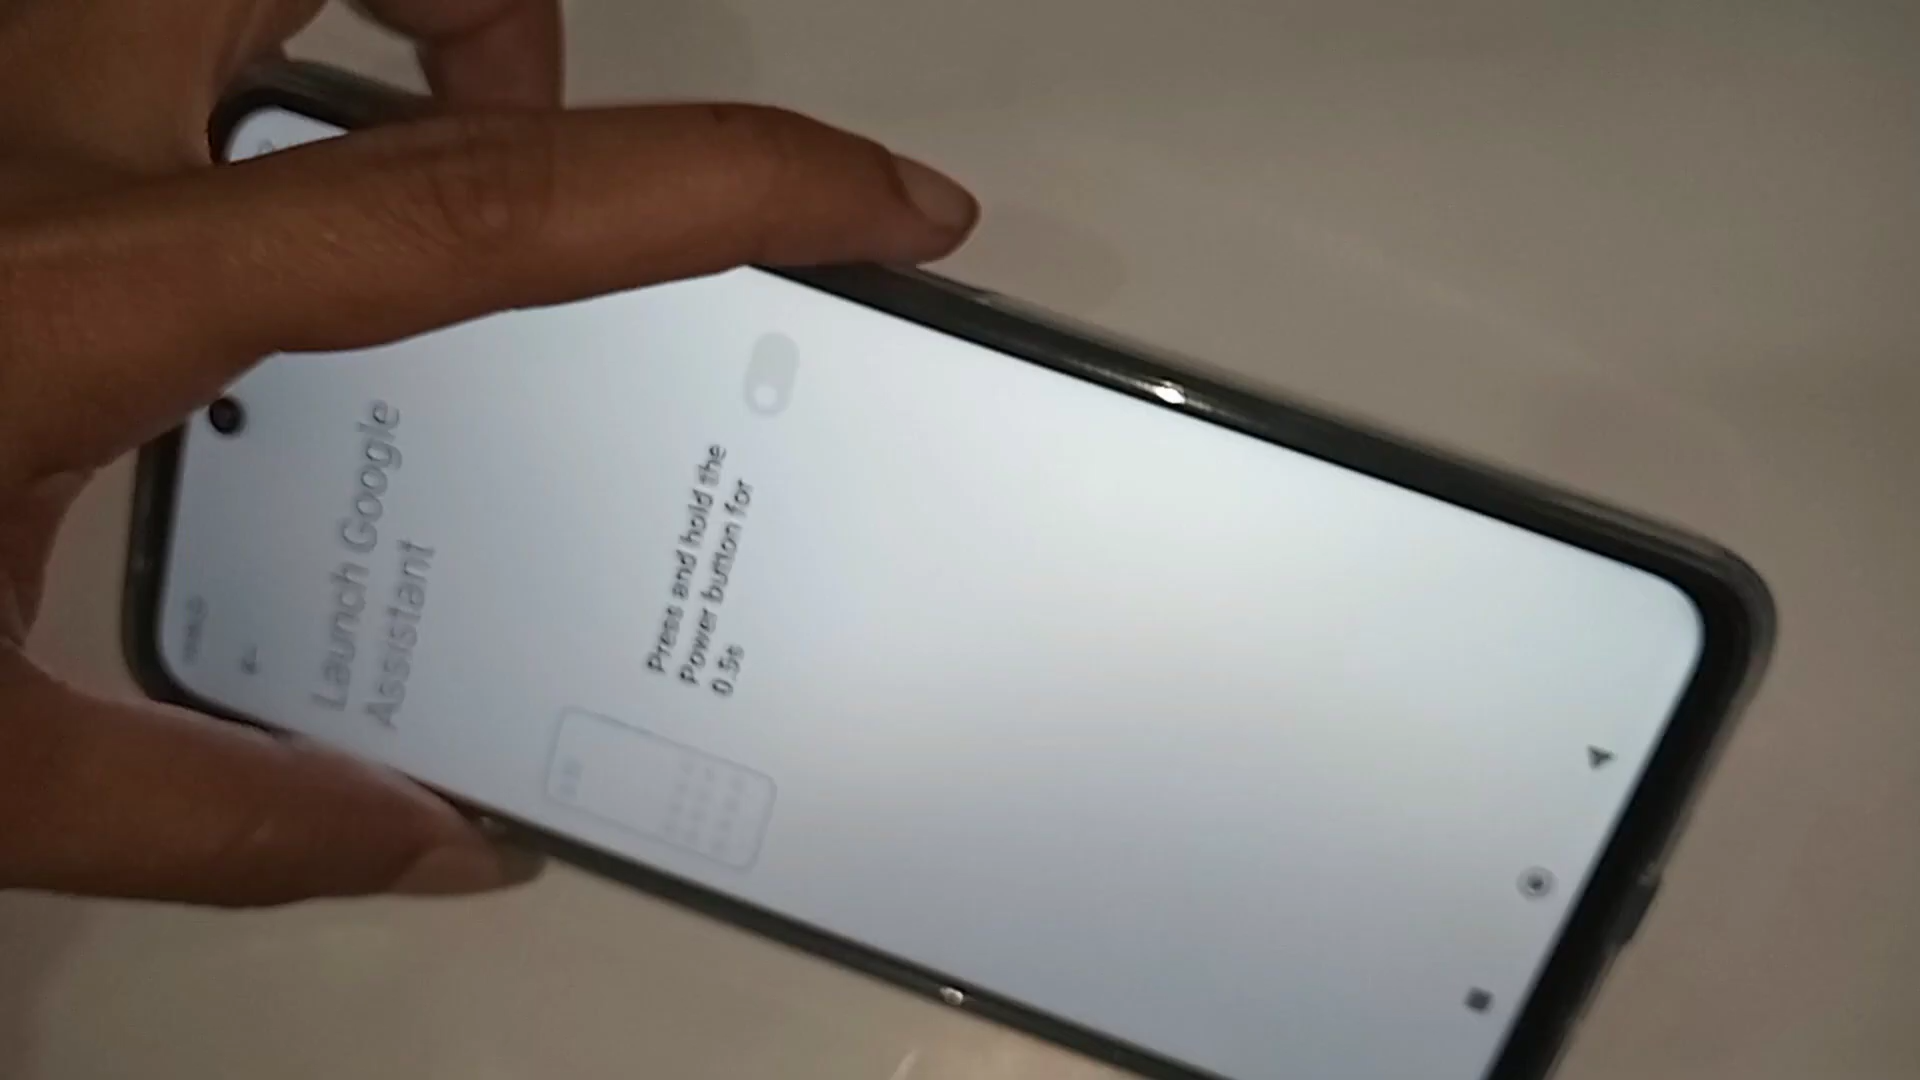 Launch Google
Assistant
Press and hold the
Power button for
0.5s